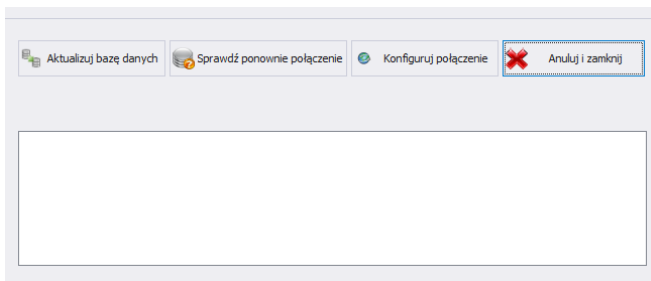 Aktualizuj bazę danych
Sprawdź ponownie połączenie
Konfiguruj połączenie
Anuluj i zamknij